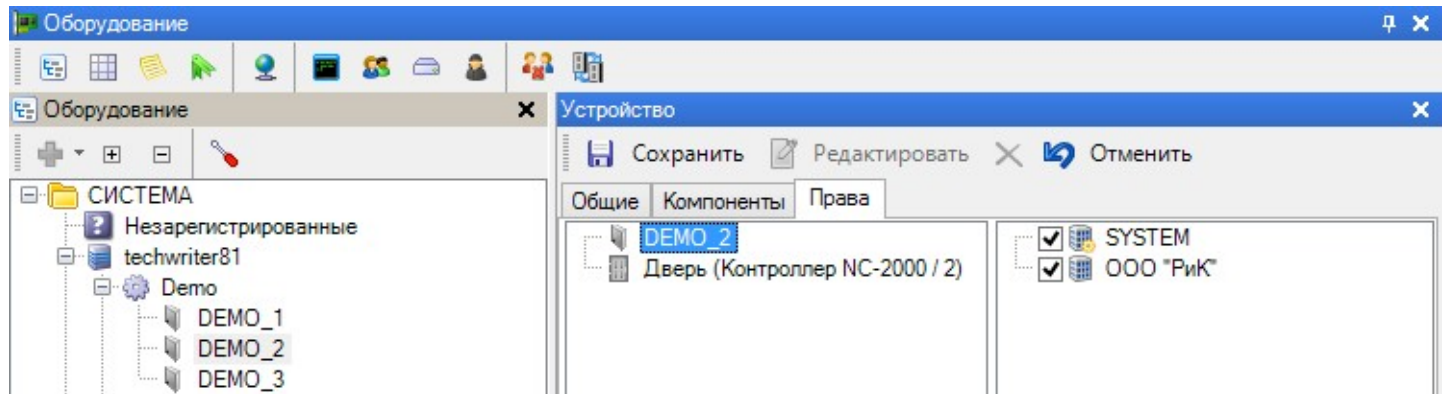 Оборудование
Оборудование
СИСТЕМА
Незарегистрированные
techwriter81
Demo
DEMO_1
DEMO_2
DEMO_3
Устройство
Сохранить Редактировать Отменить
Общие Компоненты Права
DEMO_2
Дверь (Контроллер NC-2000 / 2)
SYSTEM
ООО "РиК"